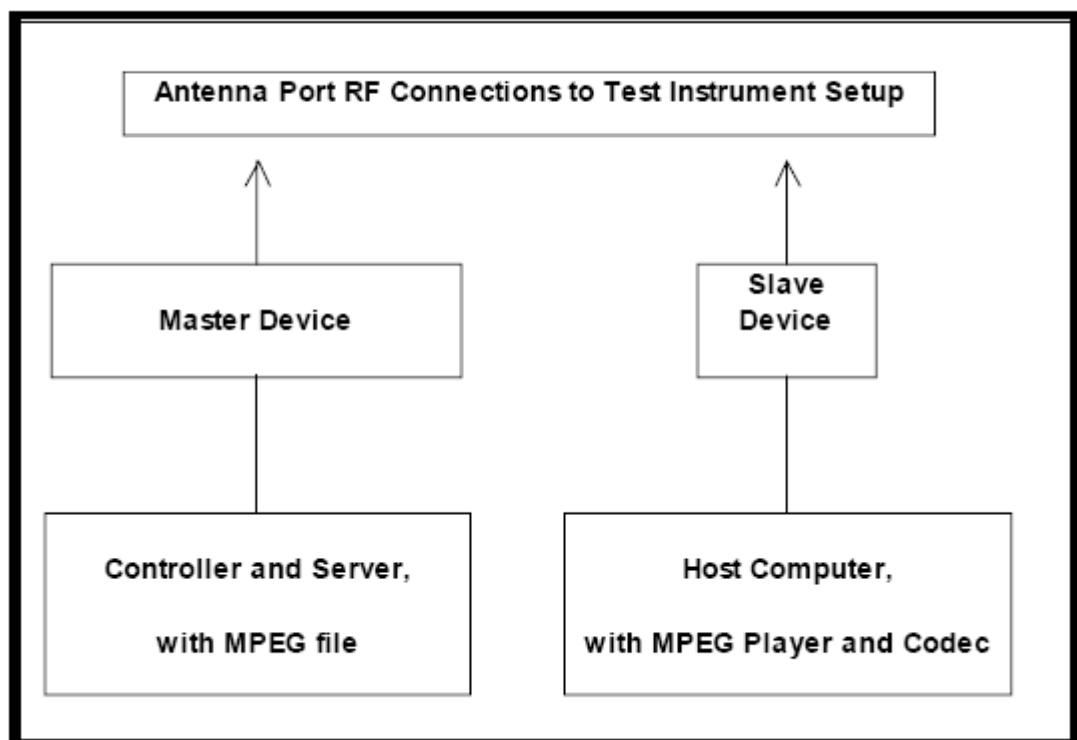 Antenna Port RF Connections to Test Instrument Setup
Master Device
Slave
Device
Controller and Server,
with MPEG file
Host Computer,
with MPEG Player and Codec